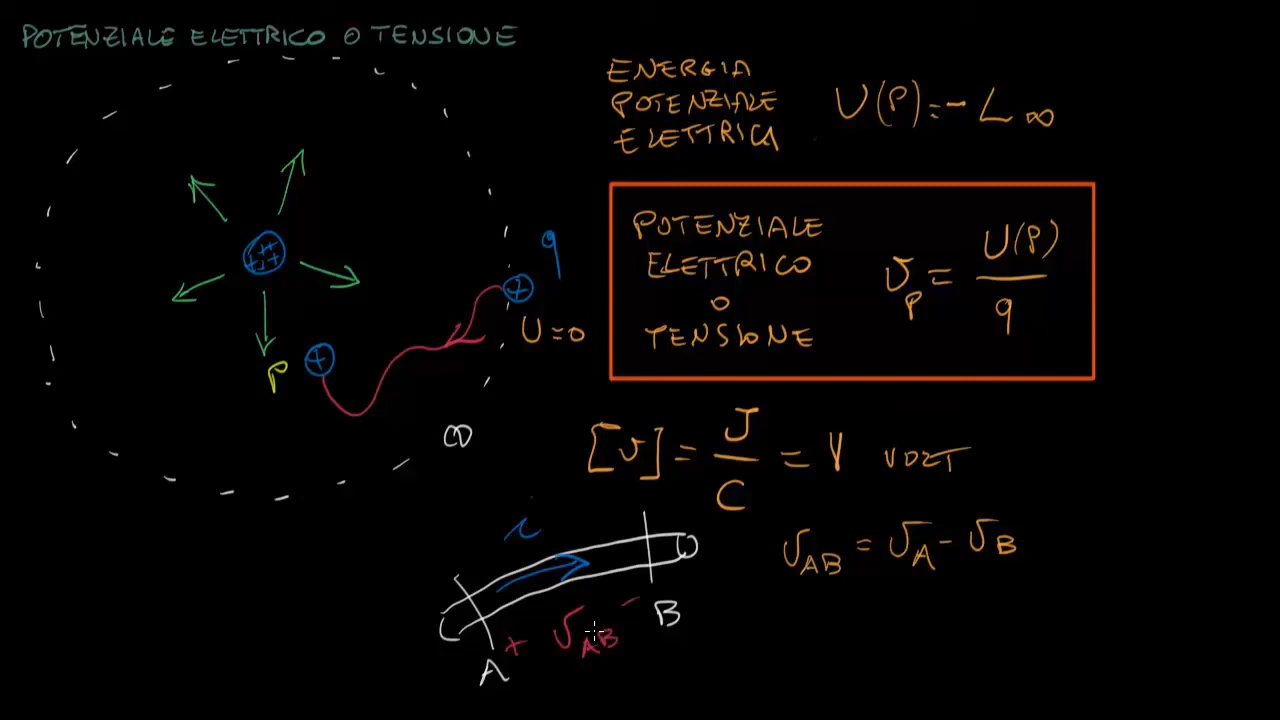 POTENZIALE ELETTRICO O TENSIONE
ENERGIA
POTENZIALE
ELETTRICA
U(P)=-L∞
POTENZIALE
ELETTRICO
O
TENSIONE
v_P = U(P)/q
q
U=0
P
∞
[v] = J/C = V VOLT
i
v_AB = v_A - v_B
+ v_AB -
A
B